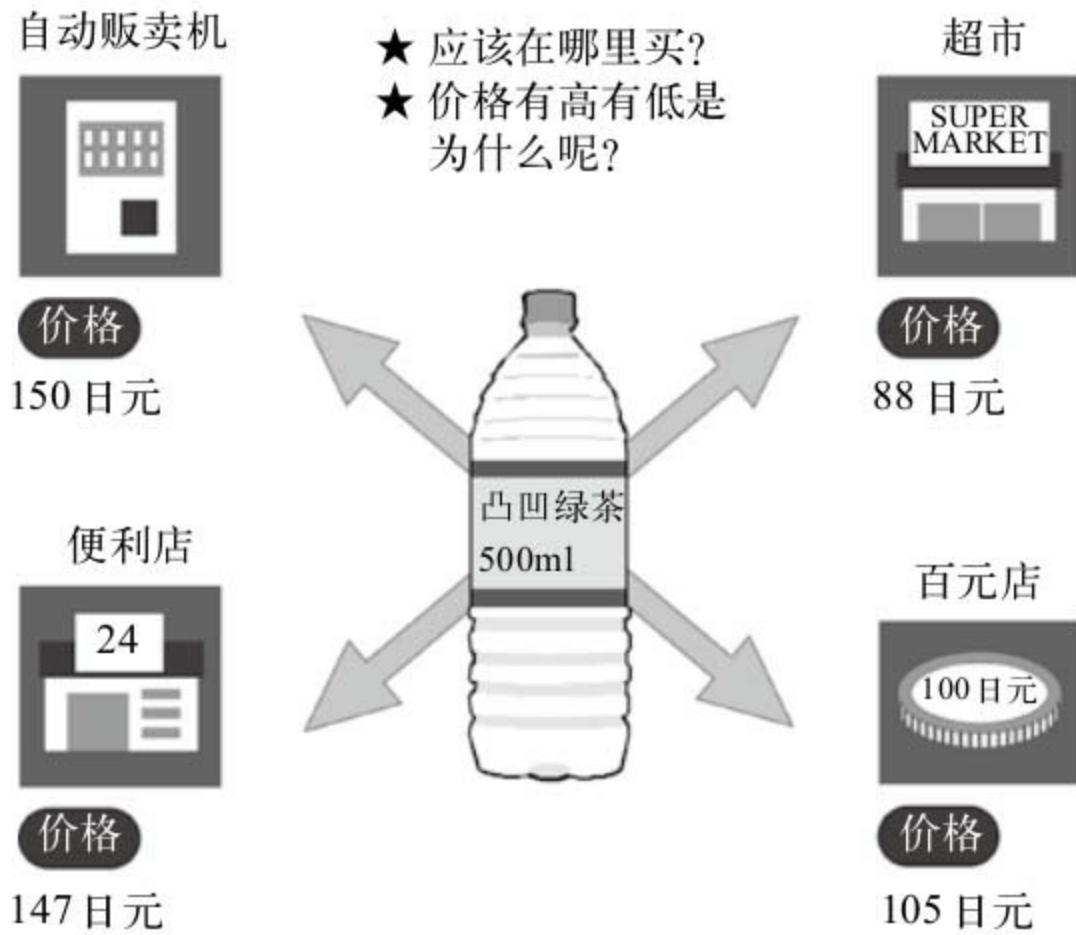 自动贩卖机
★ 应该在哪里买?
★ 价格有高有低是
为什么呢?
超市
SUPER
MARKET
价格
150 日元
价格
88 日元
凸凹绿茶
500ml
便利店
24
价格
147 日元
百元店
100 日元
价格
105 日元